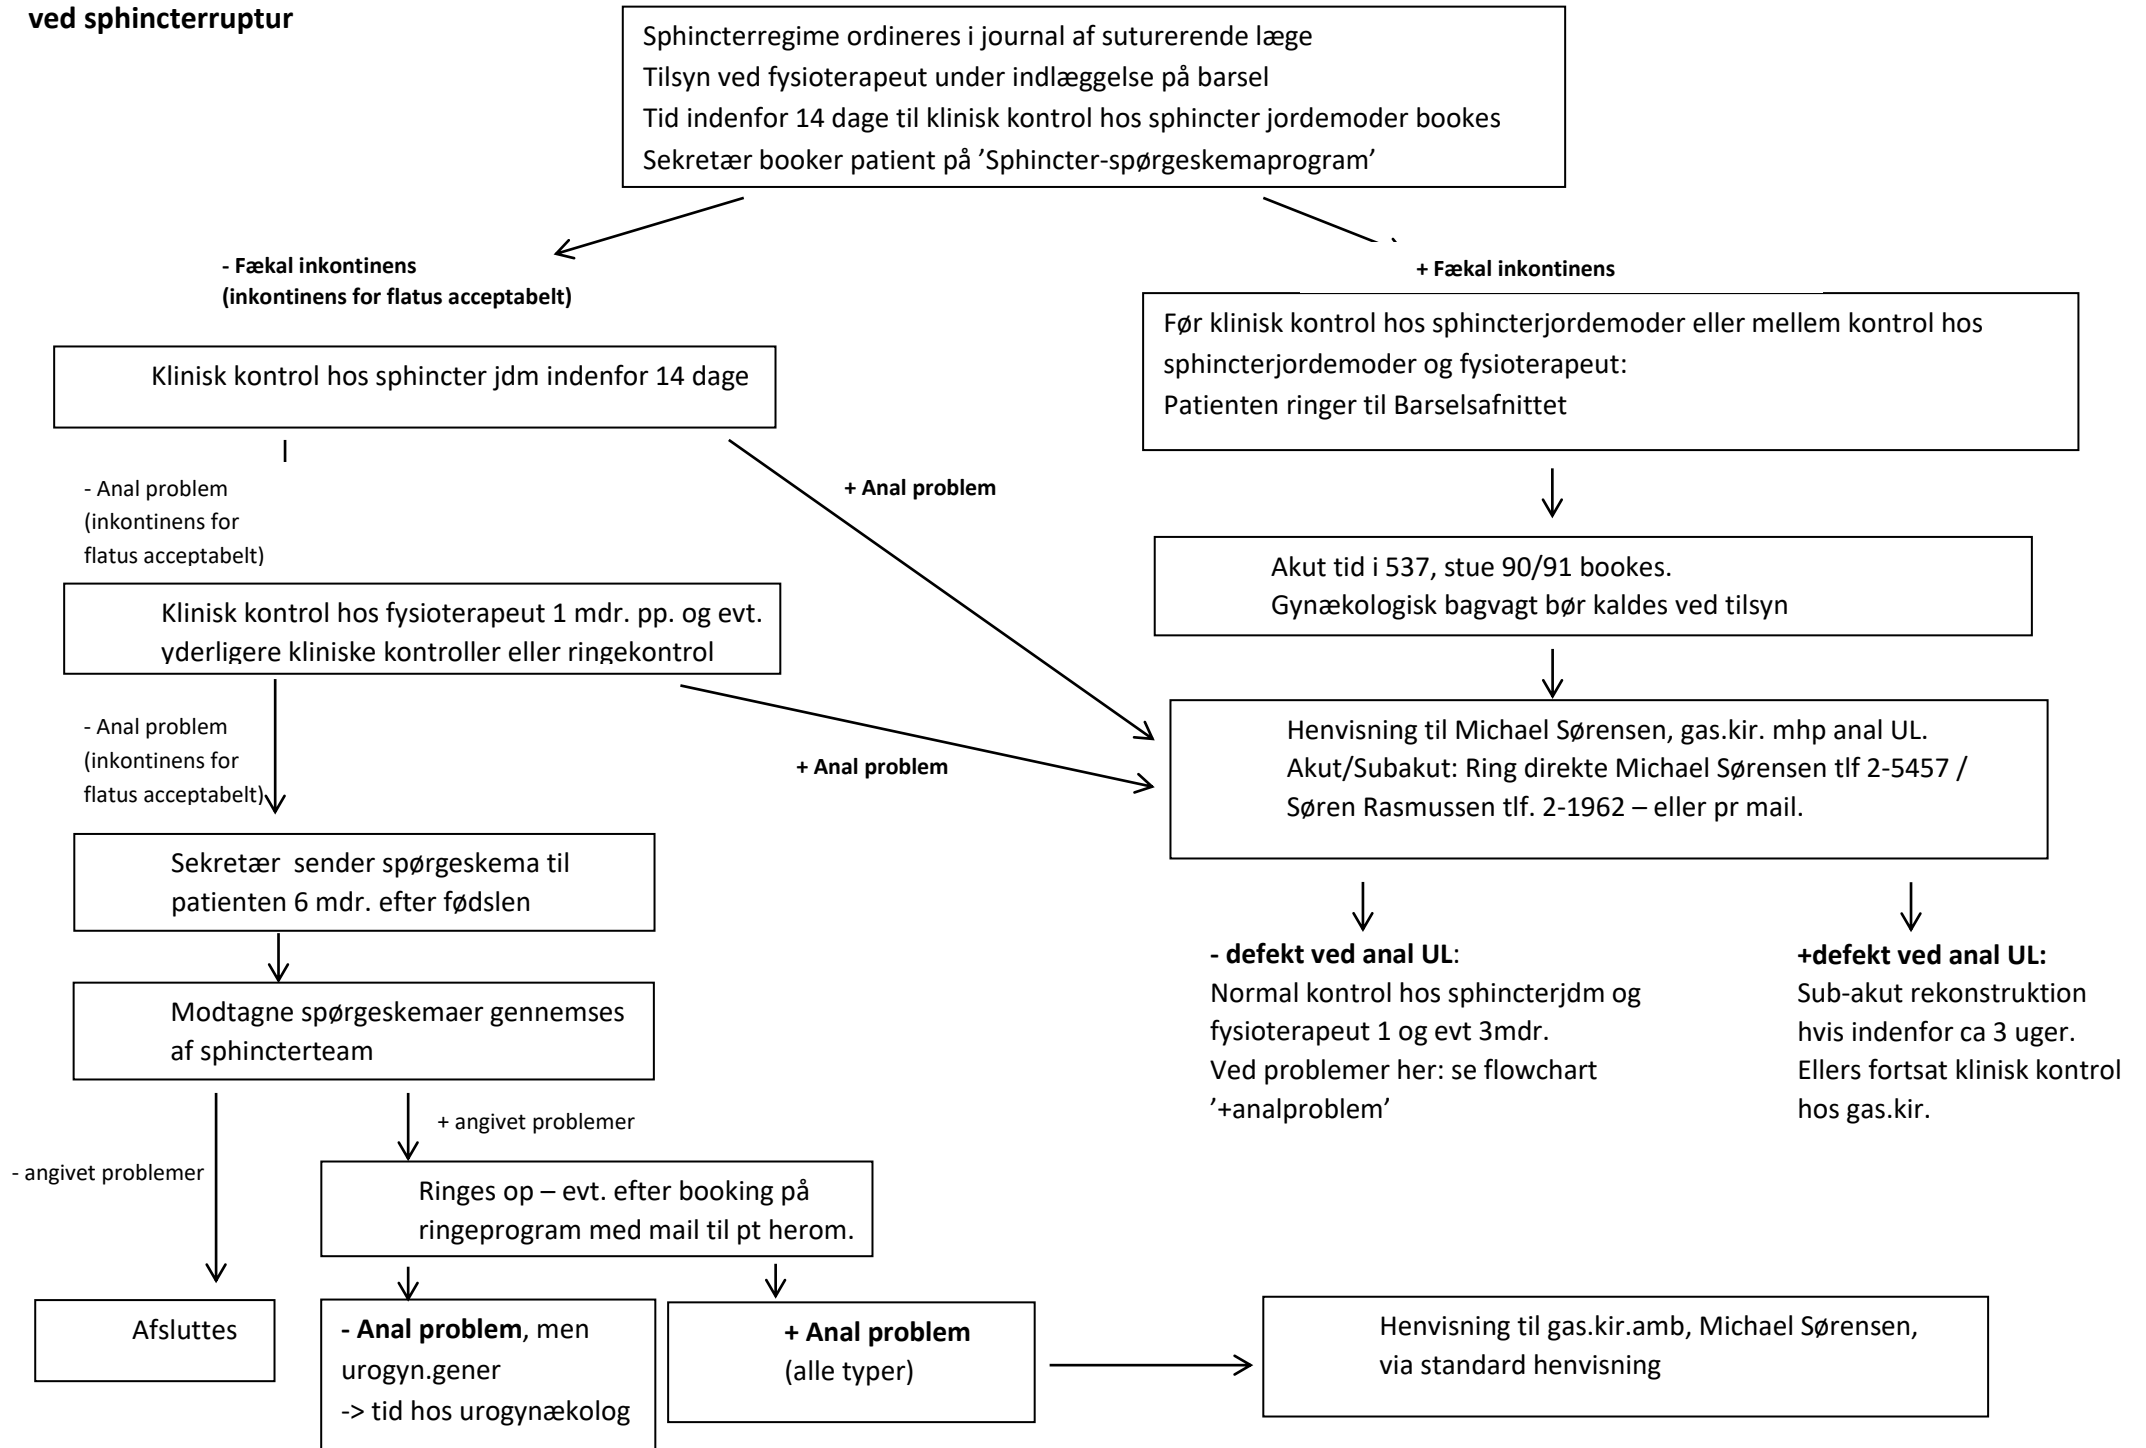 ved sphincterruptur
Sphincterregime ordineres i journal af suturerende læge
Tilsyn ved fysioterapeut under indlæggelse på barsel
Tid indenfor 14 dage til klinisk kontrol hos sphincter jordemoder bookes
Sekretær booker patient på ’Sphincter-spørgeskemaprogram’
- Fækal inkontinens
(inkontinens for flatus acceptabelt)
+ Fækal inkontinens
Før klinisk kontrol hos sphincterjordemoder eller mellem kontrol hos
sphincterjordemoder og fysioterapeut:
Patienten ringer til Barselsafnittet
Klinisk kontrol hos sphincter jdm indenfor 14 dage
- Anal problem
(inkontinens for
flatus acceptabelt)
+ Anal problem
Akut tid i 537, stue 90/91 bookes.
Gynækologisk bagvagt bør kaldes ved tilsyn
Klinisk kontrol hos fysioterapeut 1 mdr. pp. og evt.
yderligere kliniske kontroller eller ringekontrol
- Anal problem
(inkontinens for
flatus acceptabelt)
+ Anal problem
Henvisning til Michael Sørensen, gas.kir. mhp anal UL.
Akut/Subakut: Ring direkte Michael Sørensen tlf 2-5457 /
Søren Rasmussen tlf. 2-1962 – eller pr mail.
Sekretær  sender spørgeskema til
patienten 6 mdr. efter fødslen
- defekt ved anal UL:
Normal kontrol hos sphincterjdm og
fysioterapeut 1 og evt 3mdr.
Ved problemer her: se flowchart
’+analproblem’
+defekt ved anal UL:
Sub-akut rekonstruktion
hvis indenfor ca 3 uger.
Ellers fortsat klinisk kontrol
hos gas.kir.
Modtagne spørgeskemaer gennemses
af sphincterteam
+ angivet problemer
- angivet problemer
Ringes op – evt. efter booking på
ringeprogram med mail til pt herom.
Afsluttes
- Anal problem, men
urogyn.gener
-> tid hos urogynækolog
+ Anal problem
(alle typer)
Henvisning til gas.kir.amb, Michael Sørensen,
via standard henvisning